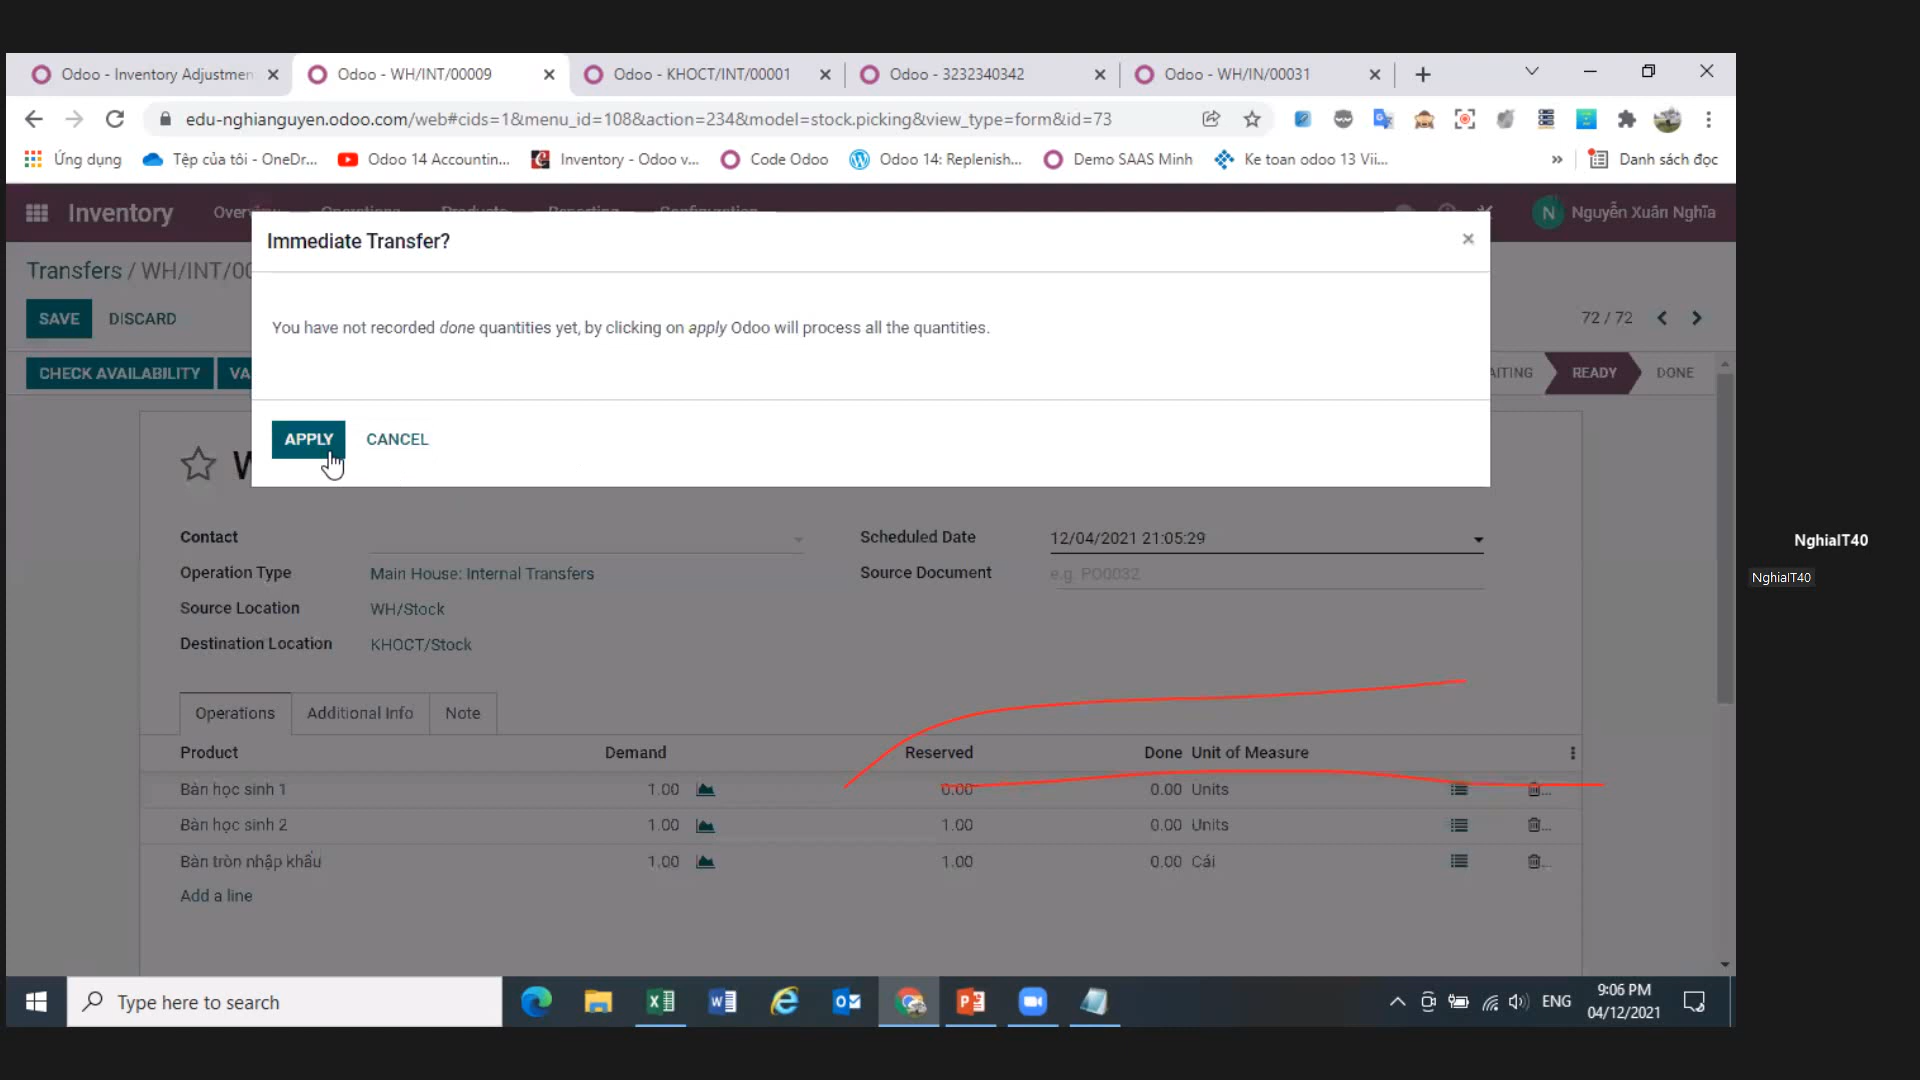 Odoo - Inventory Adjustmen
Odoo - WH/INT/00009
Odoo - KHOCT/INT/00001
Odoo - 3232340342
Odoo - WH/IN/00031
edu-nghianguyen.odoo.com/web#cids=1&menu_id=108&action=234&model=stock.picking&view_type=form&id=73
Ứng dụng
Tệp của tôi - OneDr...
Odoo 14 Accountin...
Inventory - Odoo v...
Code Odoo
Odoo 14: Replenish...
Demo SAAS Minh
Ke toan odoo 13 Vii...
»
Danh sách đọc
Inventory
Overview
Operations
Products
Reporting
Configuration
N
Nguyễn Xuân Nghĩa
Immediate Transfer?
Transfers / WH/INT/00
SAVE
DISCARD
72 / 72
You have not recorded done quantities yet, by clicking on apply Odoo will process all the quantities.
CHECK AVAILABILITY
VA
AITING
READY
DONE
APPLY
CANCEL
W
Contact
Scheduled Date
12/04/2021 21:05:29
Operation Type
Main House: Internal Transfers
Source Document
e.g. PO0032
Source Location
WH/Stock
Destination Location
KHOCT/Stock
NghiaIT40
NghiaIT40
Operations
Additional Info
Note
Product Demand Reserved Done Unit of Measure
Bàn học sinh 1 1.00 0.00 0.00 Units
Bàn học sinh 2 1.00 1.00 0.00 Units
Bàn tròn nhập khẩu 1.00 1.00 0.00 Cái
Add a line
Type here to search
ENG
9:06 PM
04/12/2021